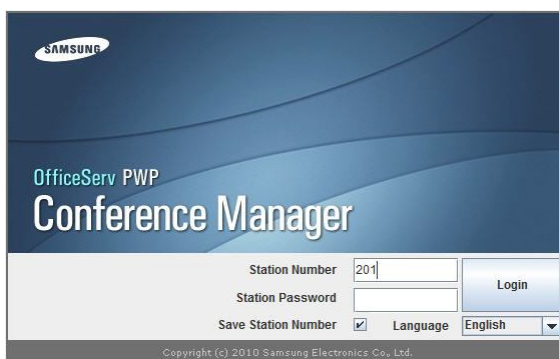 SAMSUNG
OfficeServ PWP
Conference Manager
Station Number 201 Login
Station Password
Save Station Number Language English
Copyright (c) 2010 Samsung Electronics Co., Ltd.